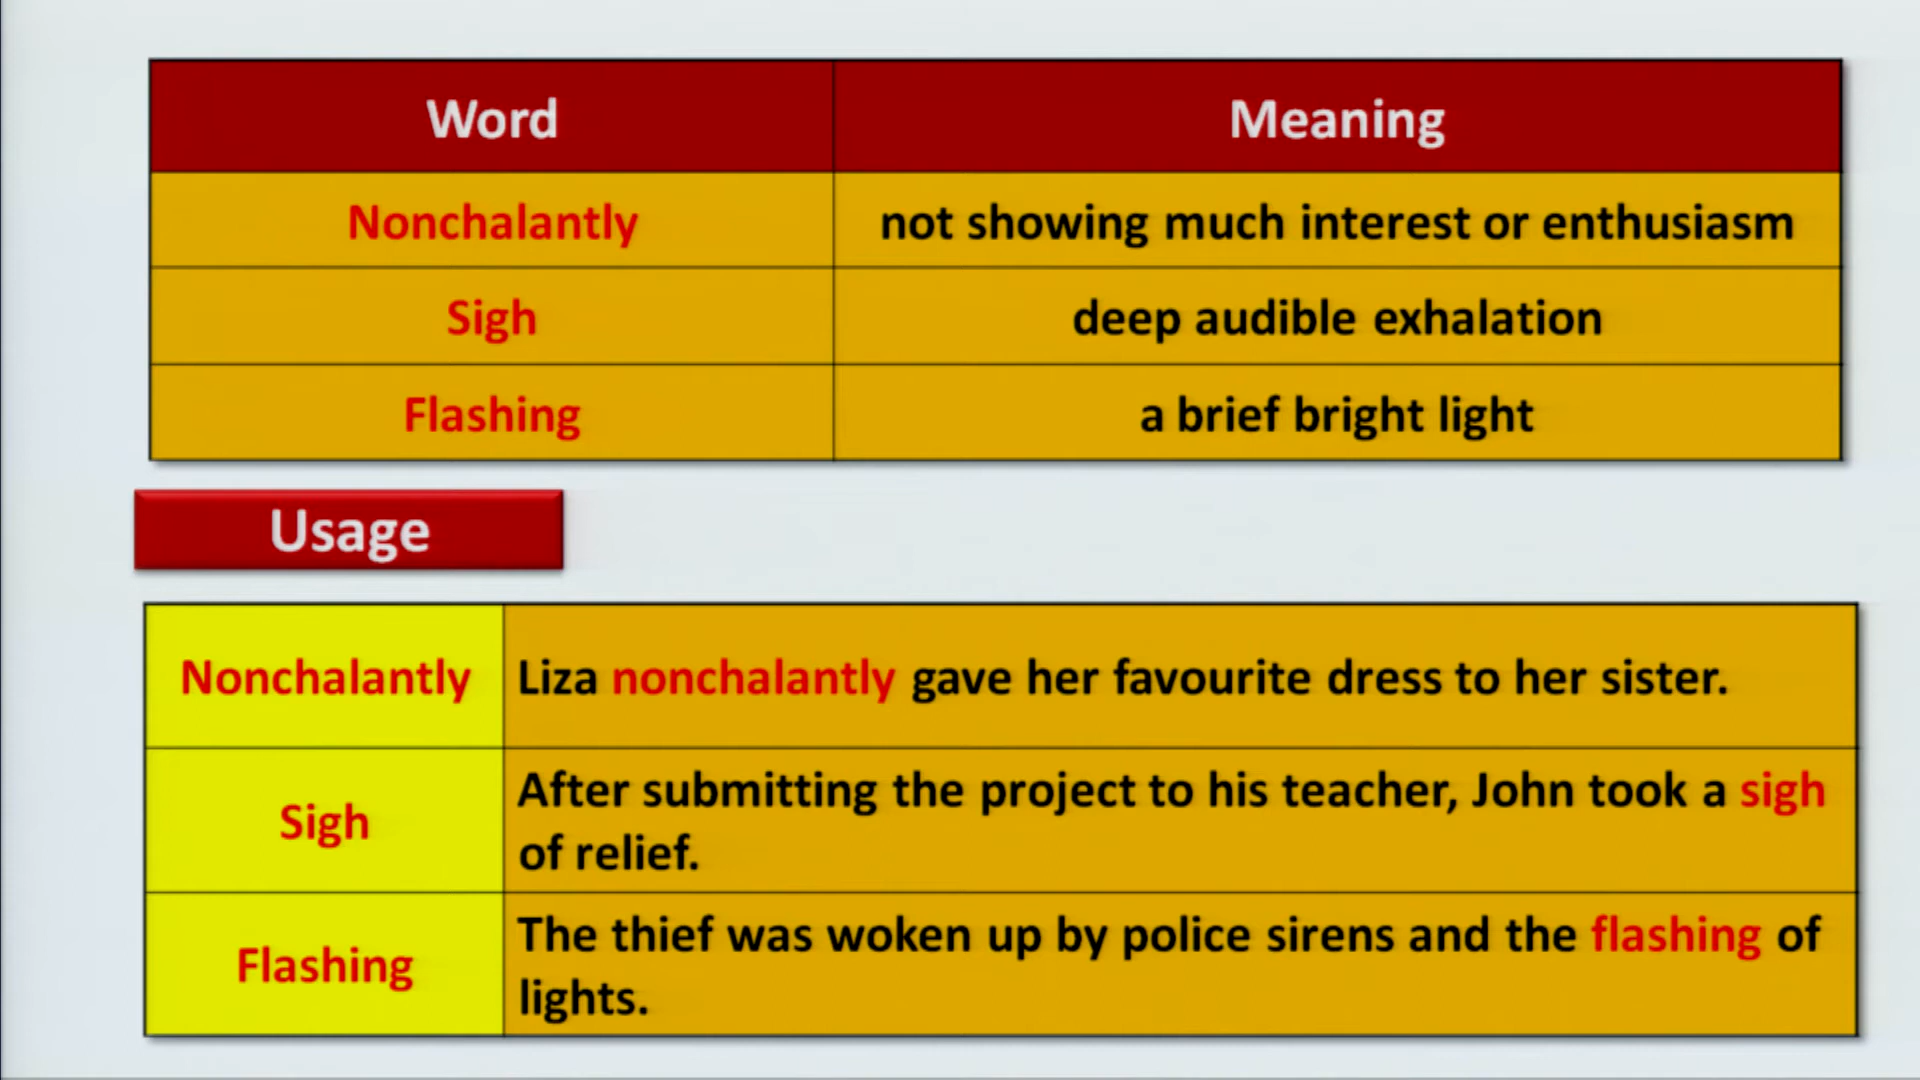 Word Meaning
Nonchalantly not showing much interest or enthusiasm
Sigh deep audible exhalation
Flashing a brief bright light
Usage
Nonchalantly Liza nonchalantly gave her favourite dress to her sister.
Sigh After submitting the project to his teacher, John took a sigh
of relief.
Flashing The thief was woken up by police sirens and the flashing of
lights.